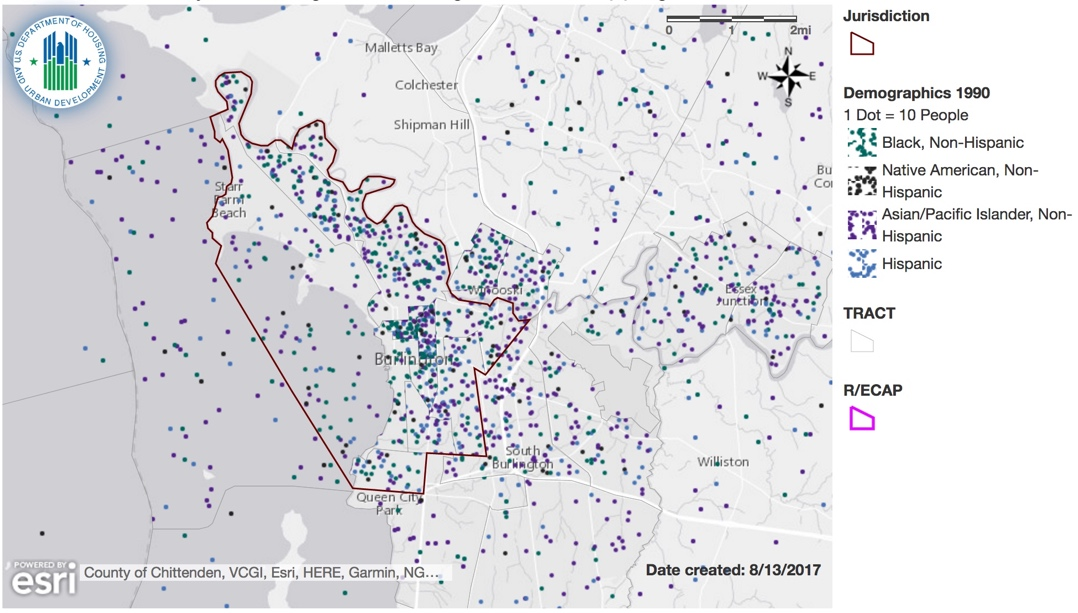 U.S. DEPARTMENT OF HOUSING
AND URBAN DEVELOPMENT
0 1 2mi
N
W E
S
Malletts Bay
Colchester
Shipman Hill
Starr
Farm
Beach
Winooski
Essex
Junction
Burlington
South
Burlington
Williston
Queen City
Park
Bu
Co
POWERED BY
esri
County of Chittenden, VCGI, Esri, HERE, Garmin, NG...
Date created: 8/13/2017
Jurisdiction
Demographics 1990
1 Dot = 10 People
Black, Non-Hispanic
Native American, Non-
Hispanic
Asian/Pacific Islander, Non-
Hispanic
Hispanic
TRACT
R/ECAP